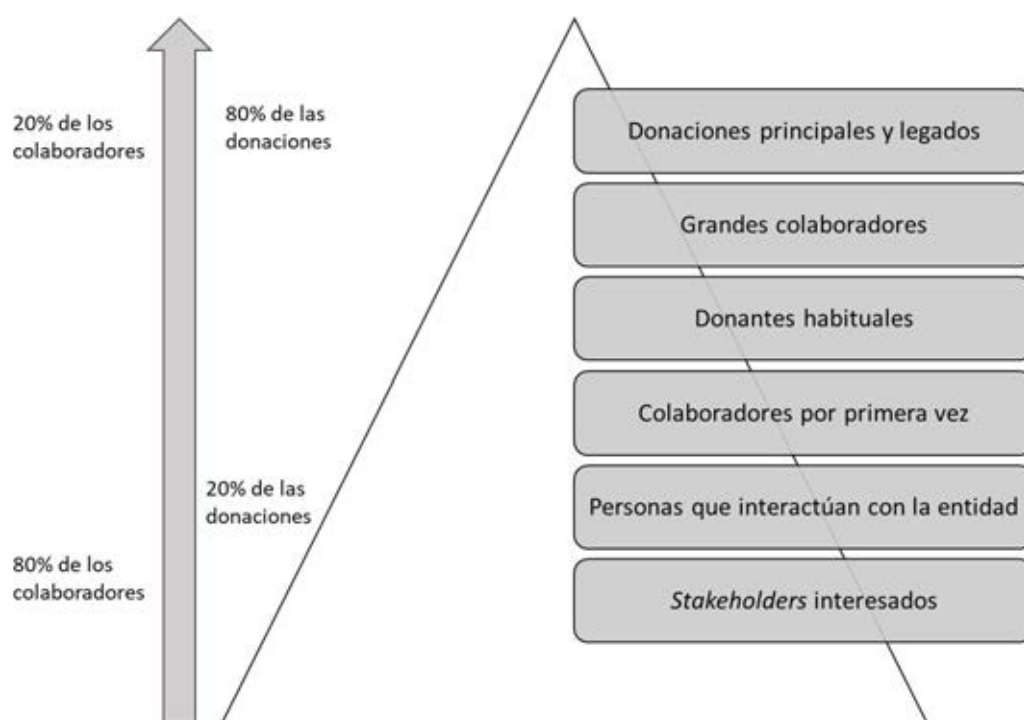 20% de los
colaboradores
80% de las
donaciones
20% de las
donaciones
80% de los
colaboradores
Donaciones principales y legados
Grandes colaboradores
Donantes habituales
Colaboradores por primera vez
Personas que interactúan con la entidad
Stakeholders interesados